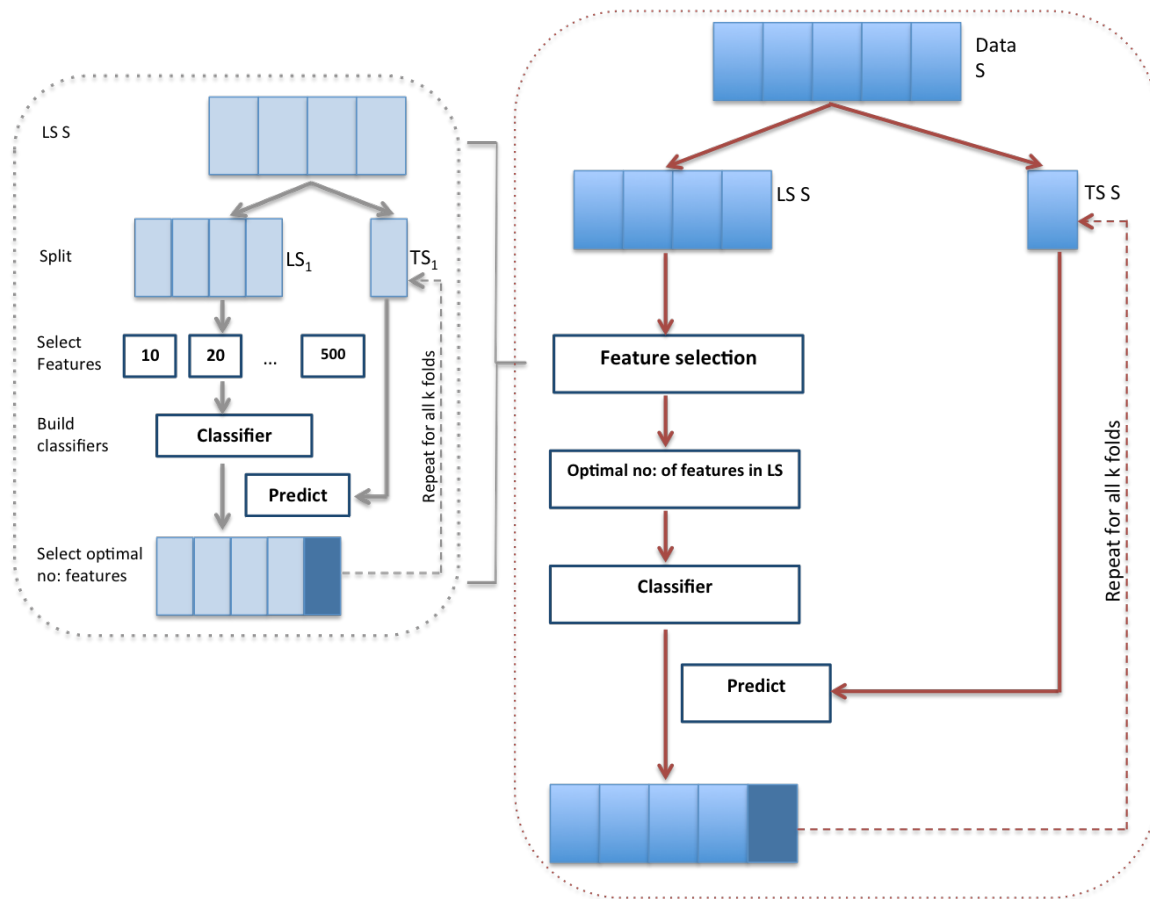 LS S
Split
LS1
TS1
Select
Features
10
20
...
500
Build
classifiers
Classifier
Predict
Repeat for all k folds
Select optimal
no: features
Data
S
LS S
TS S
Feature selection
Optimal no: of features in LS
Classifier
Predict
Repeat for all k folds